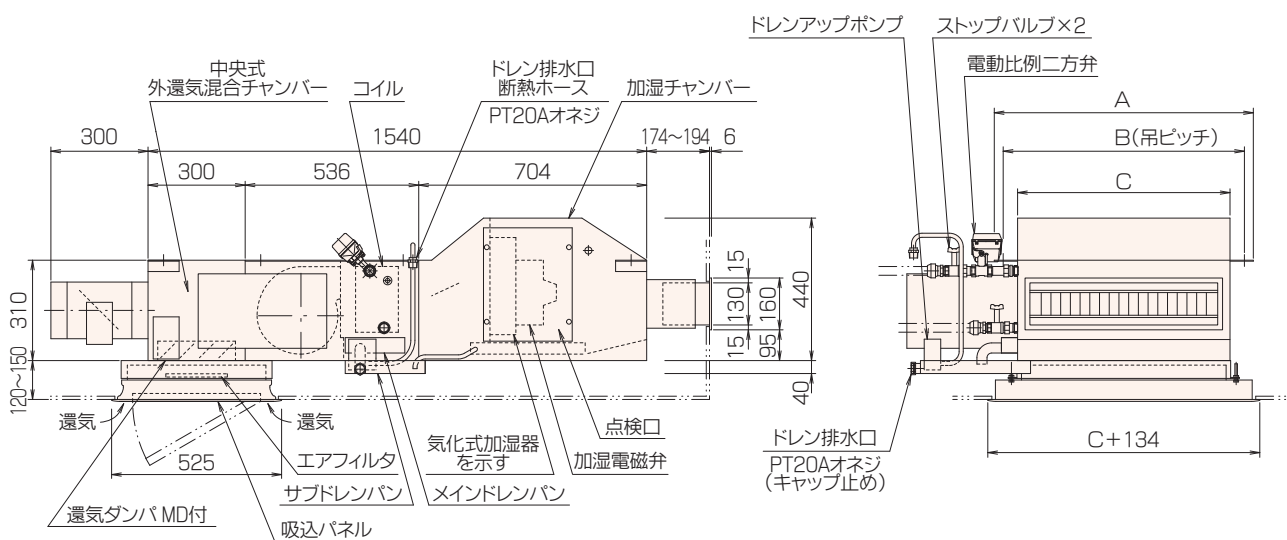 中央式
外還気混合チャンバー
コイル
ドレン排水口
断熱ホース
PT20Aオネジ
加湿チャンバー
300
1540
174~194
6
300
536
704
310
120~150
15
130
15
160
95
440
40
還気
還気
525
エアフィルタ
サブドレンパン
メインドレンパン
気化式加湿器
を示す
点検口
加湿電磁弁
還気ダンパ MD付
吸込パネル
ドレンアップポンプ
ストップバルブ×2
電動比例二方弁
A
B(吊ピッチ)
C
ドレン排水口
PT20Aオネジ
(キャップ止め)
C+134